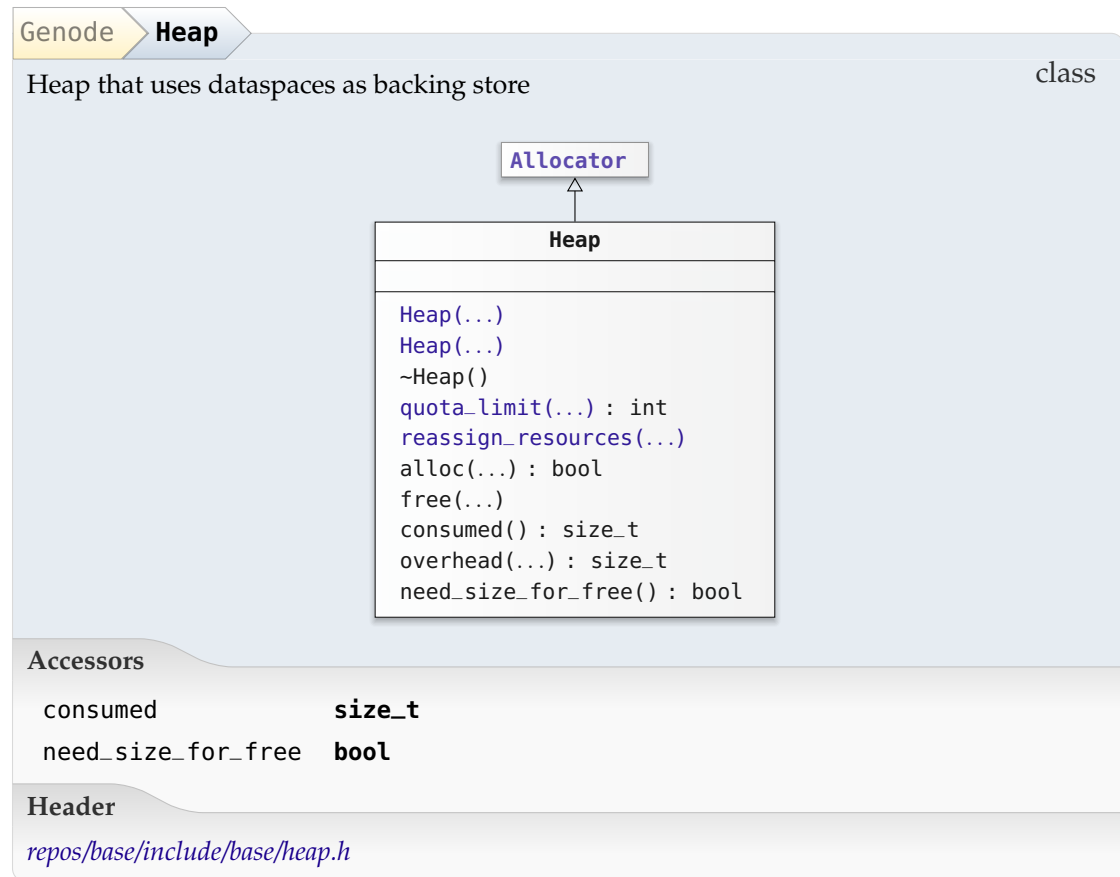 Genode Heap
class
Heap that uses dataspaces as backing store
Allocator
Heap
Heap(...)
Heap(...)
~Heap()
quota_limit(...) : int
reassign_resources(...)
alloc(...) : bool
free(...)
consumed() : size_t
overhead(...) : size_t
need_size_for_free() : bool
Accessors
consumed size_t
need_size_for_free bool
Header
repos/base/include/base/heap.h